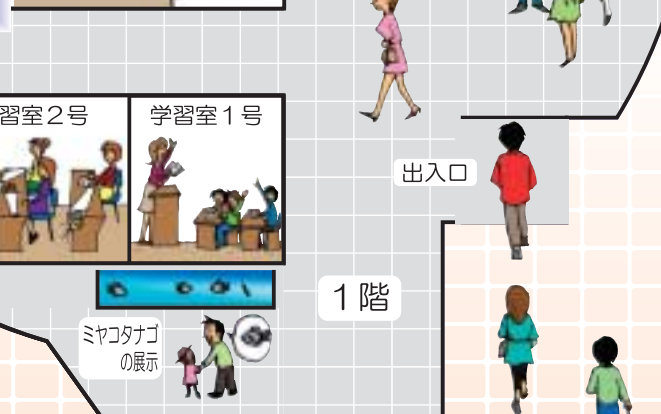 習室２号
学習室１号
出入口
１階
ミヤコタナゴ
の展示